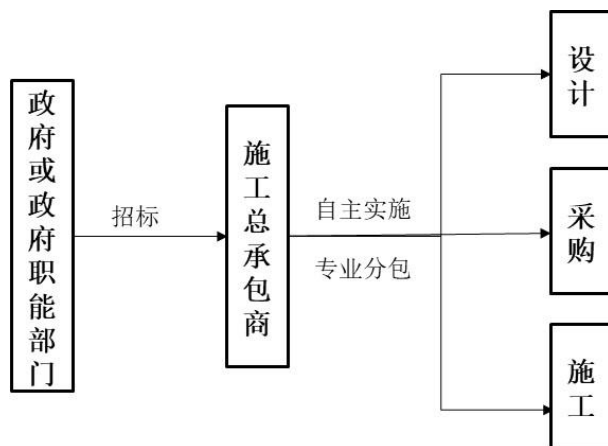 政府或政府职能部门
招标
施工总承包商
自主实施
专业分包
设计
采购
施工